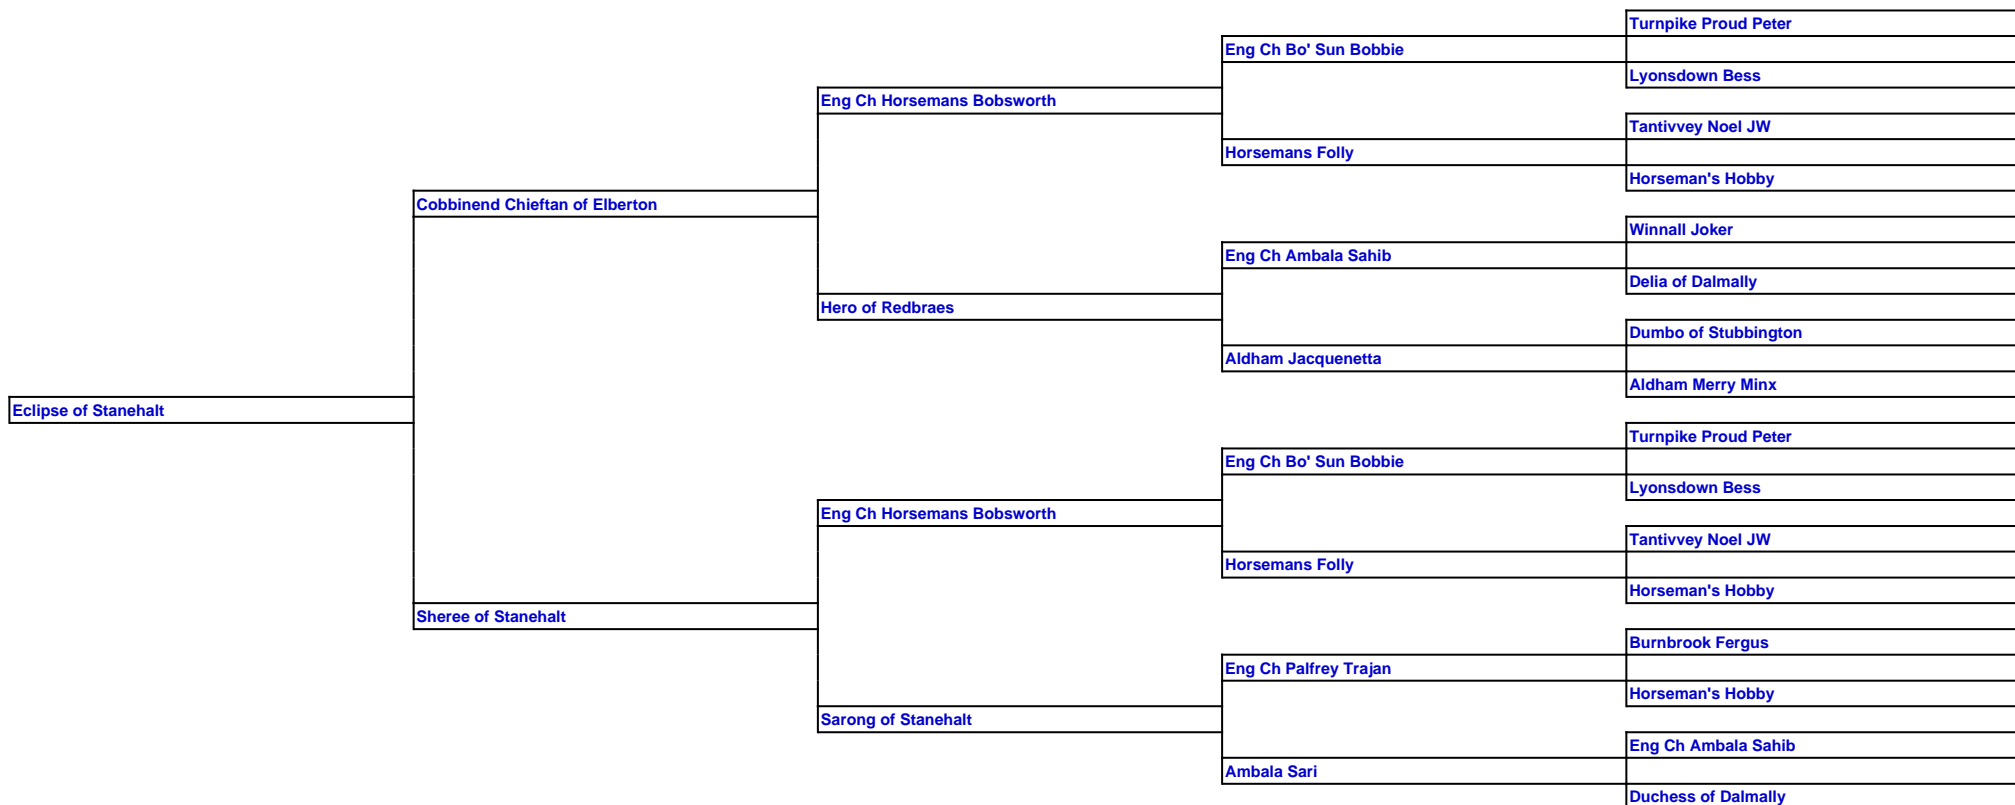 Turnpike Proud Peter
Eng Ch Bo' Sun Bobbie
Lyonsdown Bess
Eng Ch Horsemans Bobsworth
Tantivvey Noel JW
Horsemans Folly
Horseman's Hobby
Cobbinend Chieftan of Elberton
Winnall Joker
Eng Ch Ambala Sahib
Delia of Dalmally
Hero of Redbraes
Dumbo of Stubbington
Aldham Jacquenetta
Aldham Merry Minx
Eclipse of Stanehalt
Turnpike Proud Peter
Eng Ch Bo' Sun Bobbie
Lyonsdown Bess
Eng Ch Horsemans Bobsworth
Tantivvey Noel JW
Horsemans Folly
Horseman's Hobby
Sheree of Stanehalt
Burnbrook Fergus
Eng Ch Palfrey Trajan
Horseman's Hobby
Sarong of Stanehalt
Eng Ch Ambala Sahib
Ambala Sari
Duchess of Dalmally